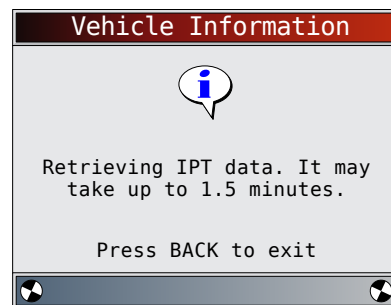 Vehicle Information
Retrieving IPT data. It may
take up to 1.5 minutes.
Press BACK to exit